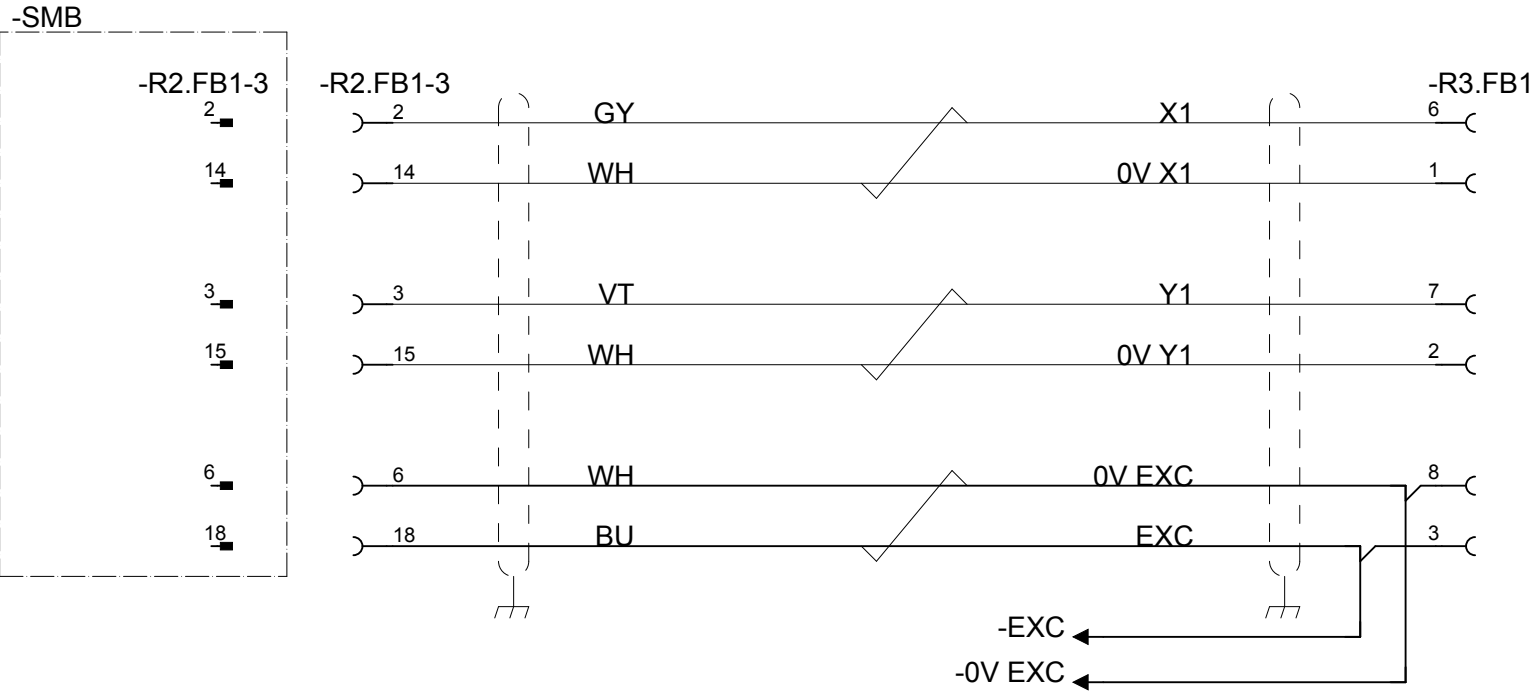 -SMB
-R2.FB1-3 -R2.FB1-3 -R3.FB1
2 2 GY X1 6
14 14 WH 0V X1 1
3 3 VT Y1 7
15 15 WH 0V Y1 2
6 6 WH 0V EXC 8
18 18 BU EXC 3
-EXC
-0V EXC